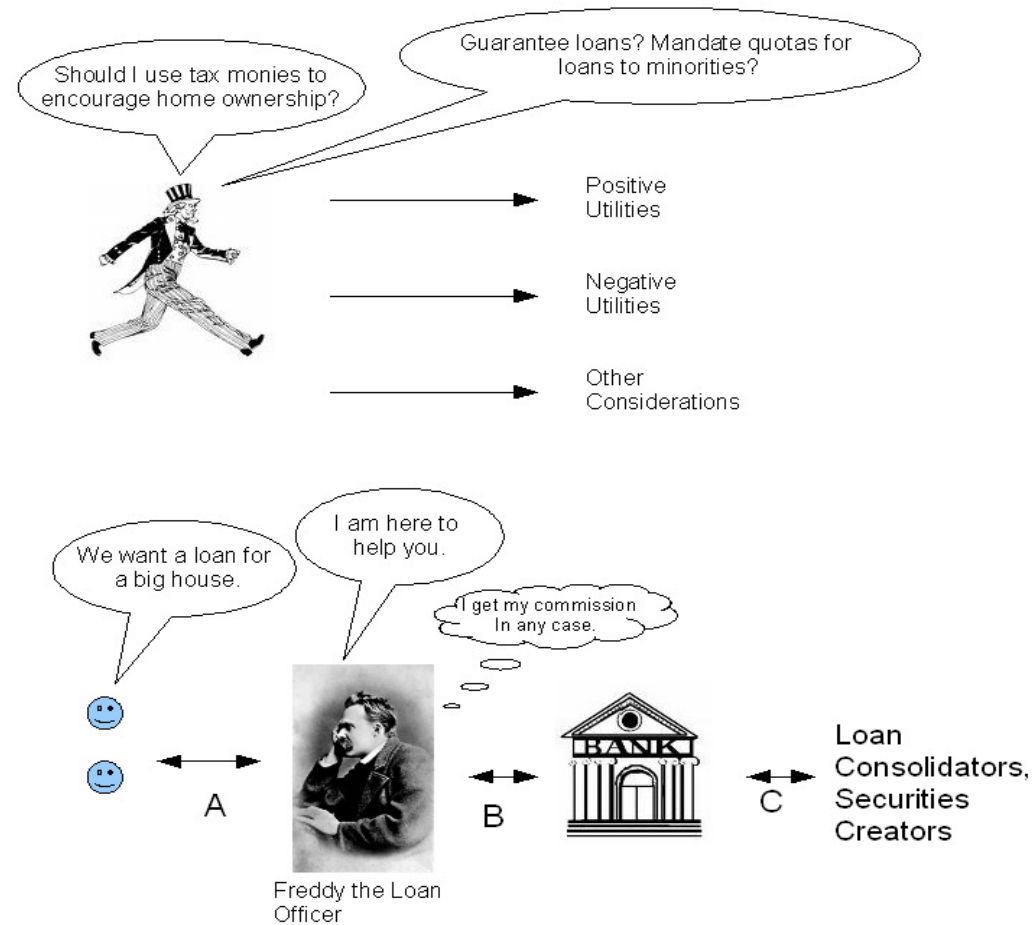 Should I use tax monies to
encourage home ownership?
Guarantee loans? Mandate quotas for
loans to minorities?
Positive
Utilities
Negative
Utilities
Other
Considerations
We want a loan for
a big house.
I am here to
help you.
I get my commission
In any case.
A
Freddy the Loan
Officer
B
BANK
C
Loan
Consolidators,
Securities
Creators